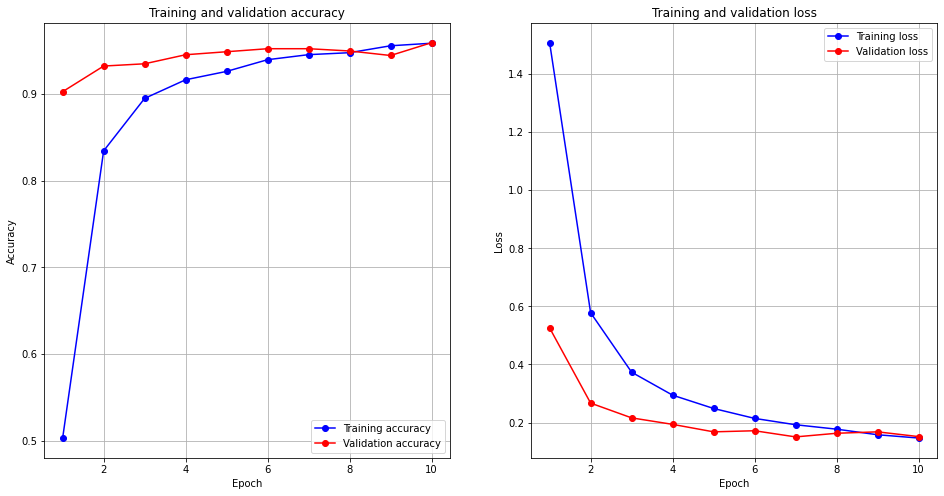 Training and validation accuracy
0.9
0.8
0.7
0.6
0.5
Accuracy
2
4
6
8
10
Epoch
Training accuracy
Validation accuracy
Training and validation loss
1.4
1.2
1.0
0.8
0.6
0.4
0.2
Loss
2
4
6
8
10
Epoch
Training loss
Validation loss